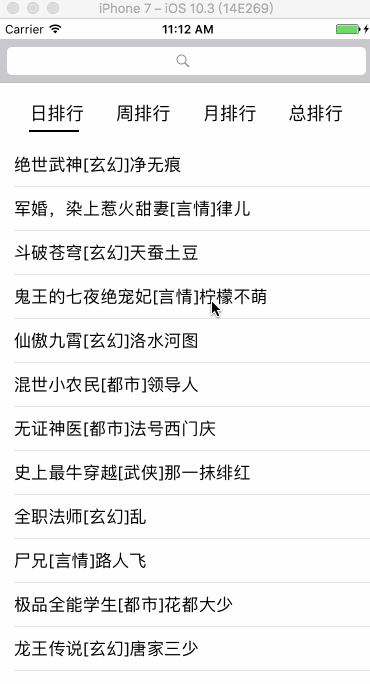 iPhone 7 – iOS 10.3 (14E269)
Carrier 11:12 AM
日排行 周排行 月排行 总排行
绝世武神[玄幻]净无痕
军婚，染上惹火甜妻[言情]律儿
斗破苍穹[玄幻]天蚕土豆
鬼王的七夜绝宠妃[言情]柠檬不萌
仙傲九霄[玄幻]洛水河图
混世小农民[都市]领导人
无证神医[都市]法号西门庆
史上最牛穿越[武侠]那一抹绯红
全职法师[玄幻]乱
尸兄[言情]路人飞
极品全能学生[都市]花都大少
龙王传说[玄幻]唐家三少